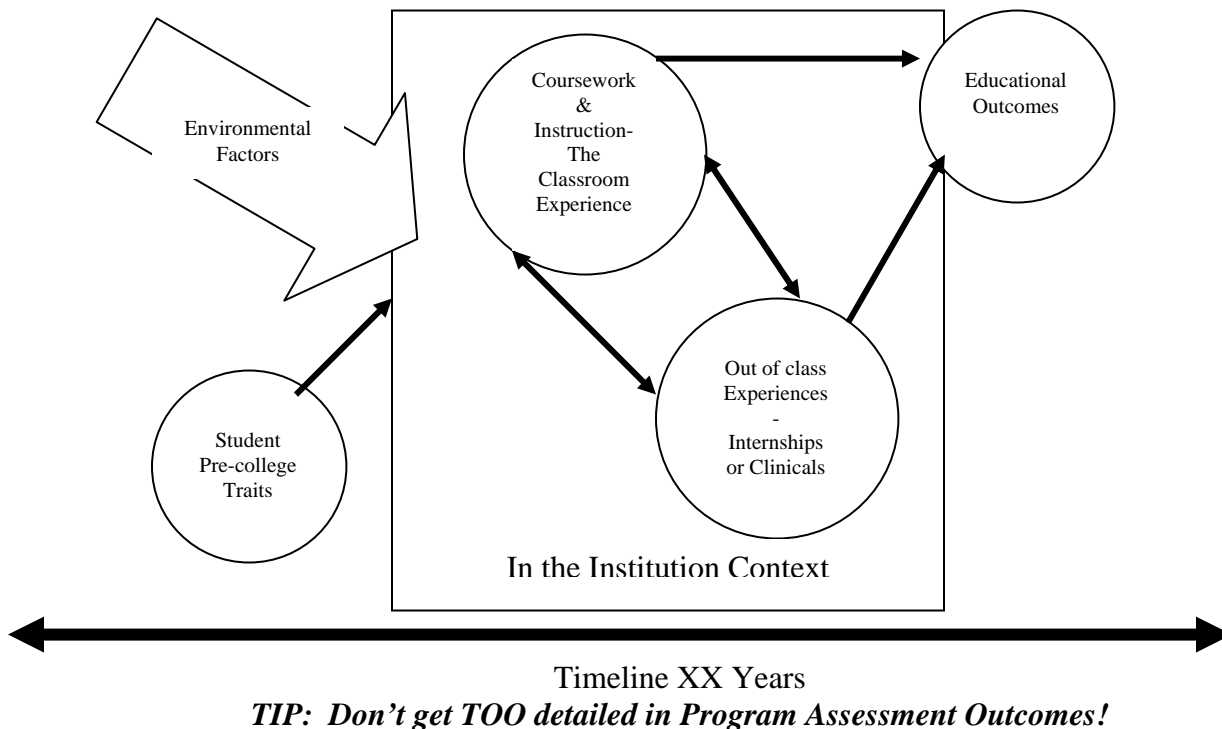 Environmental
Factors
Coursework
&
Instruction-
The
Classroom
Experience
Educational
Outcomes
Student
Pre-college
Traits
Out of class
Experiences
-
Internships
or Clinicals
In the Institution Context
Timeline XX Years
TIP:  Don't get TOO detailed in Program Assessment Outcomes!